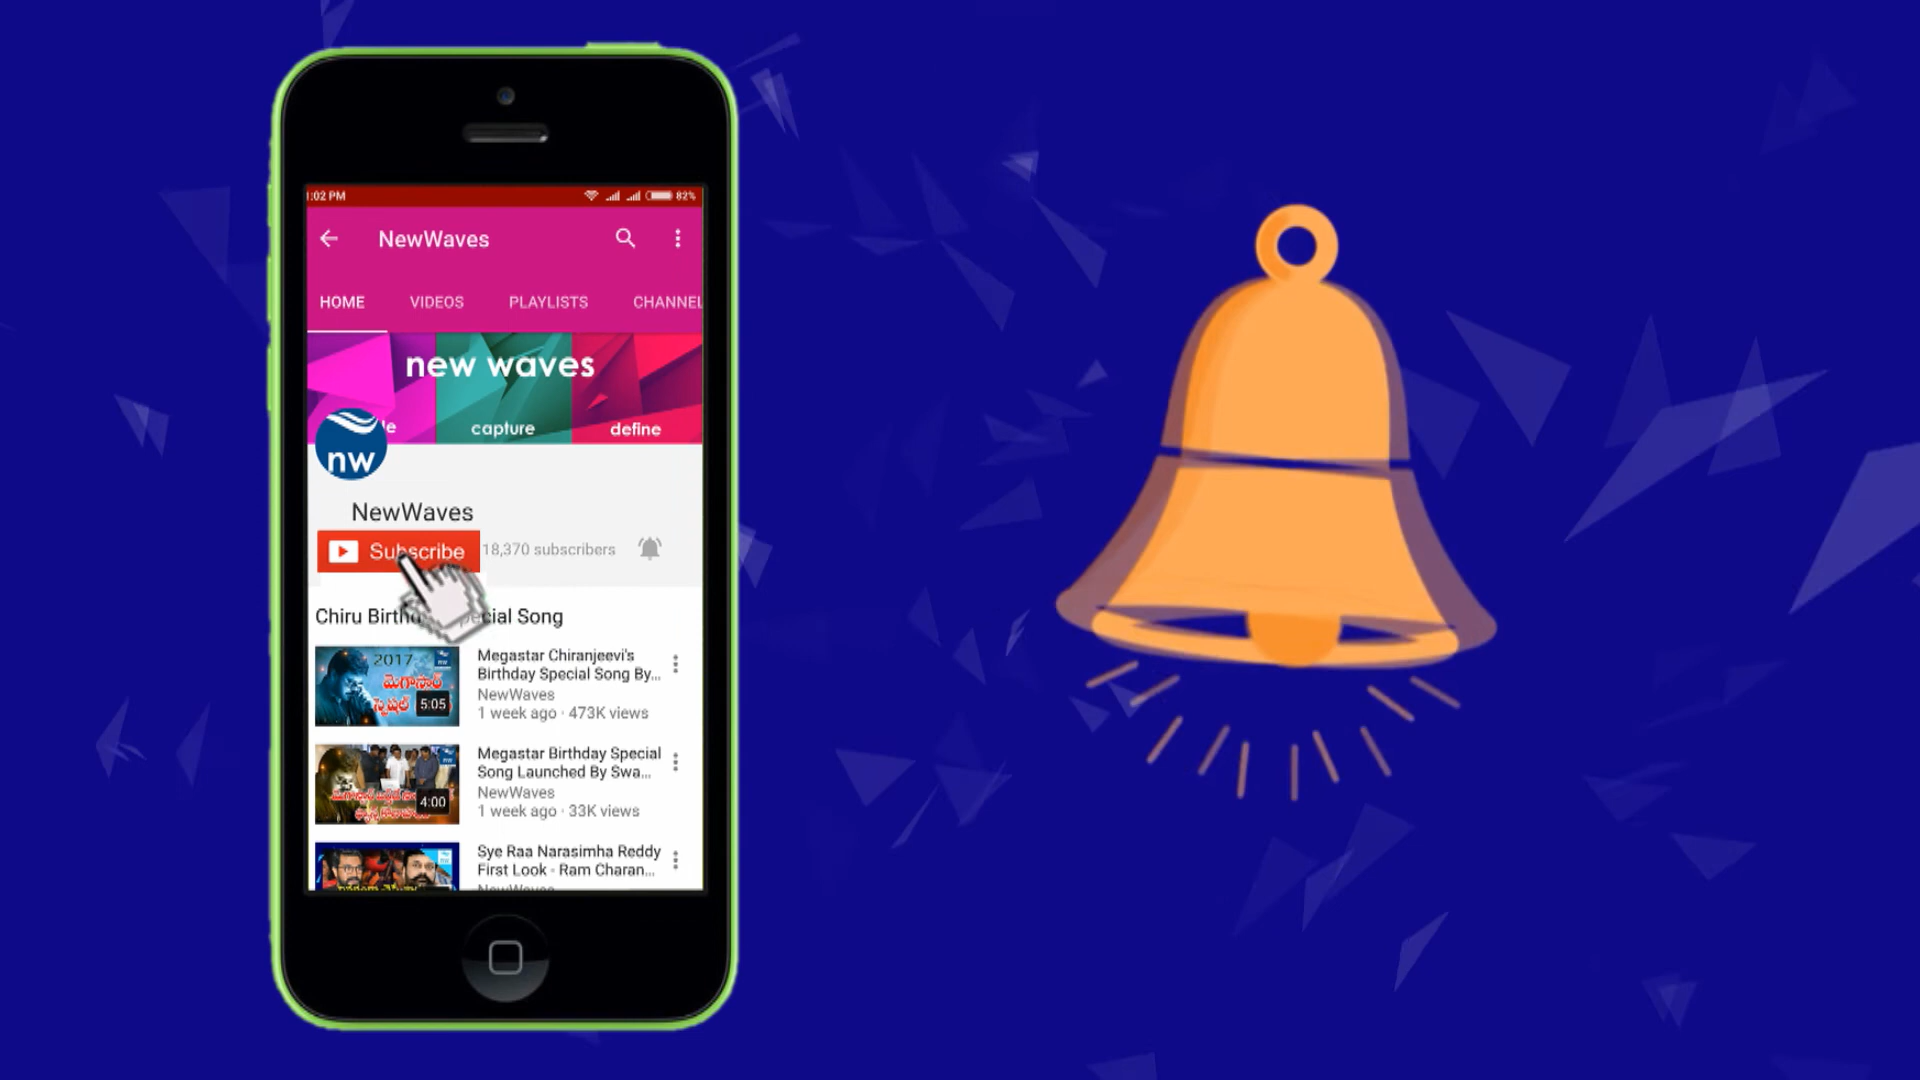 1:02 PM
82%
NewWaves
HOME VIDEOS PLAYLISTS CHANNEL
new waves
capture
define
nw
NewWaves
Subscribe
18,370 subscribers
Special Song
2017
మెగాస్టార్
స్పెషల్
5:05
Megastar Chiranjeevi's
Birthday Special Song By...
NewWaves
1 week ago · 473K views
4:00
Megastar Birthday Special
Song Launched By Swa...
NewWaves
1 week ago · 33K views
Sye Raa Narasimha Reddy
First Look - Ram Charan...
NewWaves